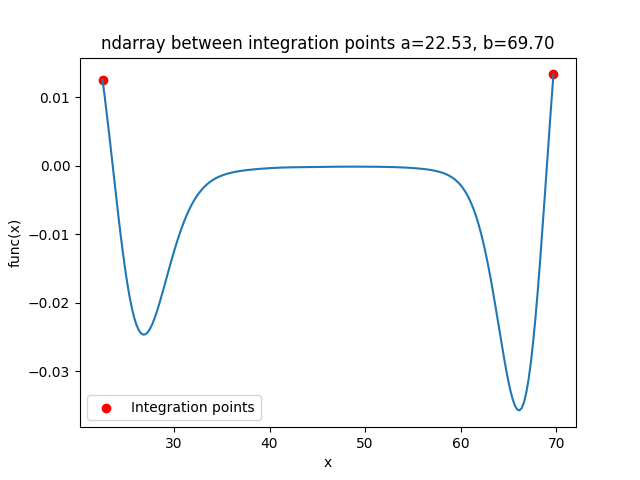 ndarray between integration points a=22.53, b=69.70
func(x)
0.01
0.00
−0.01
−0.02
−0.03
Integration points
30 40 50 60 70
x